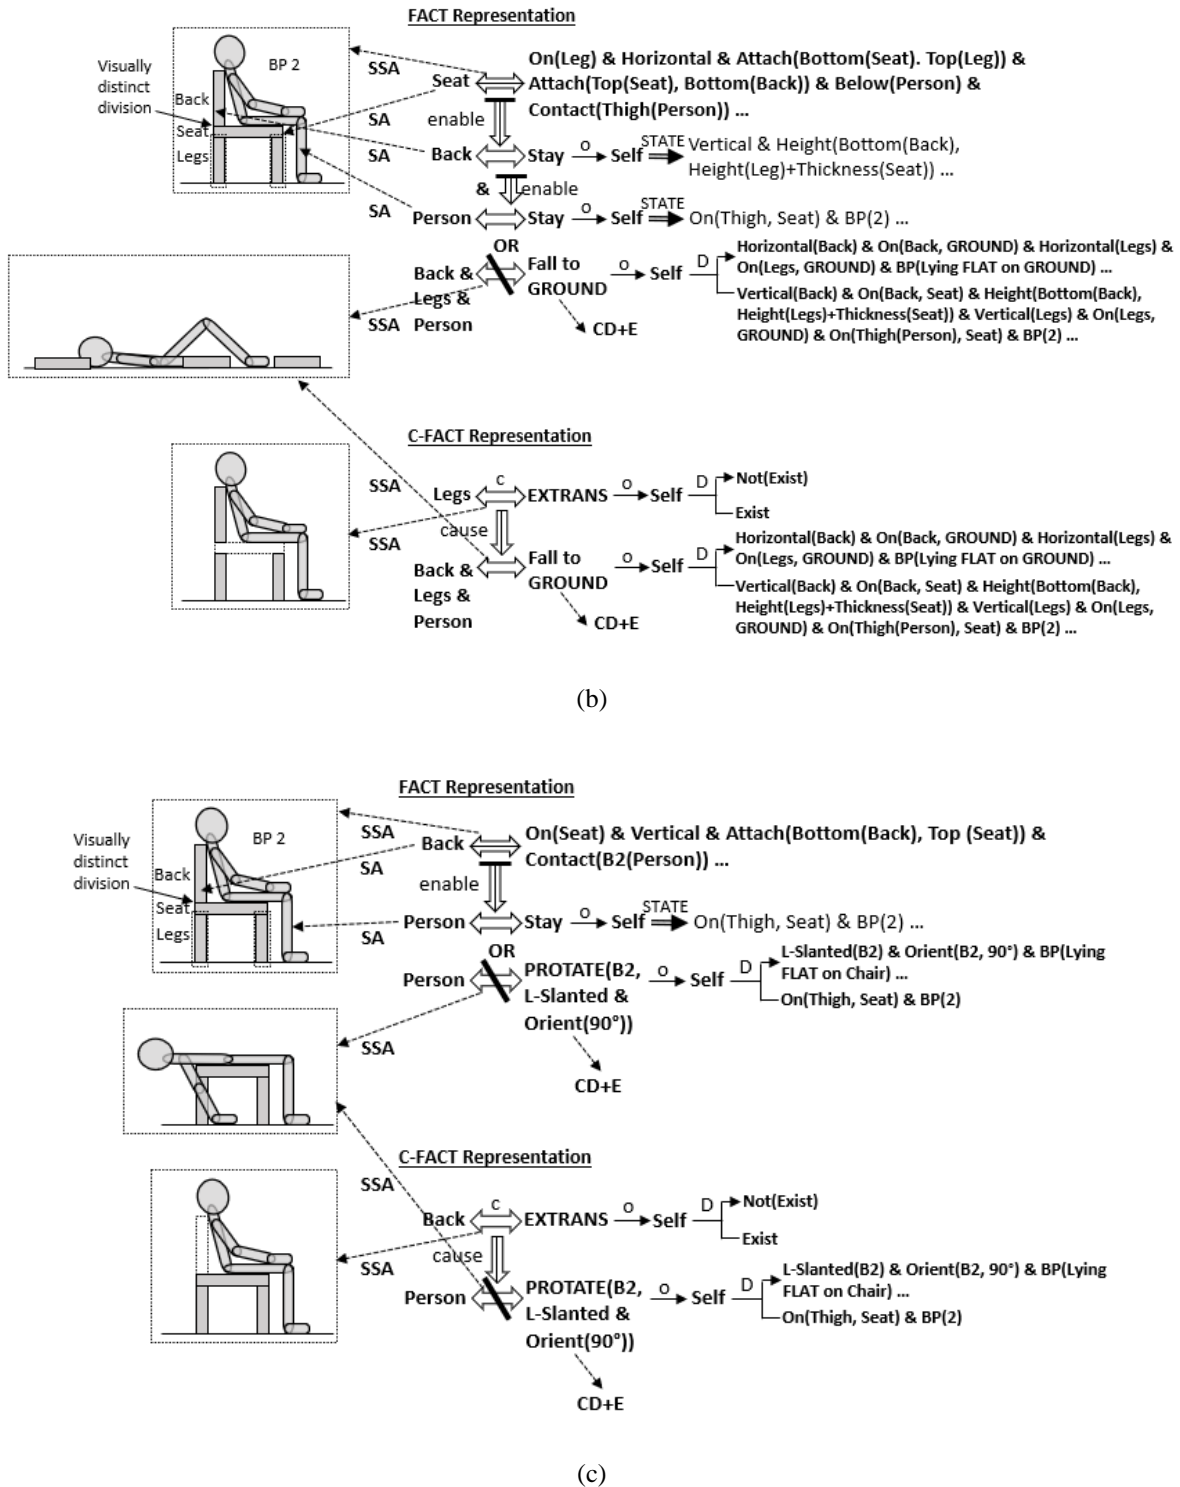 FACT Representation
BP 2
Visually
distinct
division
Back
Seat
Legs
SSA
SA
SA
SA
Seat
On(Leg) & Horizontal & Attach(Bottom(Seat). Top(Leg)) &
Attach(Top(Seat), Bottom(Back)) & Below(Person) &
Contact(Thigh(Person)) ...
enable
Back Stay o Self STATE Vertical & Height(Bottom(Back),
Height(Leg)+Thickness(Seat)) ...
& enable
Person Stay o Self STATE On(Thigh, Seat) & BP(2) ...
OR
Back &
Legs &
Person
SSA
Fall to
GROUND
o Self D
CD+E
Horizontal(Back) & On(Back, GROUND) & Horizontal(Legs) &
On(Legs, GROUND) & BP(Lying FLAT on GROUND) ...
Vertical(Back) & On(Back, Seat) & Height(Bottom(Back),
Height(Legs)+Thickness(Seat)) & Vertical(Legs) & On(Legs,
GROUND) & On(Thigh(Person), Seat) & BP(2) ...
C-FACT Representation
SSA
SSA
Legs c EXTRANS o Self D Not(Exist)
Exist
cause
Back &
Legs &
Person
Fall to
GROUND
o Self D
CD+E
Horizontal(Back) & On(Back, GROUND) & Horizontal(Legs) &
On(Legs, GROUND) & BP(Lying FLAT on GROUND) ...
Vertical(Back) & On(Back, Seat) & Height(Bottom(Back),
Height(Legs)+Thickness(Seat)) & Vertical(Legs) & On(Legs,
GROUND) & On(Thigh(Person), Seat) & BP(2) ...
(b)
FACT Representation
BP 2
Visually
distinct
division
Back
Seat
Legs
SSA
SA
SA
Back
On(Seat) & Vertical & Attach(Bottom(Back), Top (Seat)) &
Contact(B2(Person)) ...
enable
Person Stay o Self STATE On(Thigh, Seat) & BP(2) ...
OR
Person
SSA
PROTATE(B2,
L-Slanted &
Orient(90°))
o Self D
CD+E
L-Slanted(B2) & Orient(B2, 90°) & BP(Lying
FLAT on Chair) ...
On(Thigh, Seat) & BP(2)
C-FACT Representation
SSA
SSA
Back c EXTRANS o Self D Not(Exist)
Exist
cause
Person
PROTATE(B2,
L-Slanted &
Orient(90°))
o Self D
CD+E
L-Slanted(B2) & Orient(B2, 90°) & BP(Lying
FLAT on Chair) ...
On(Thigh, Seat) & BP(2)
(c)